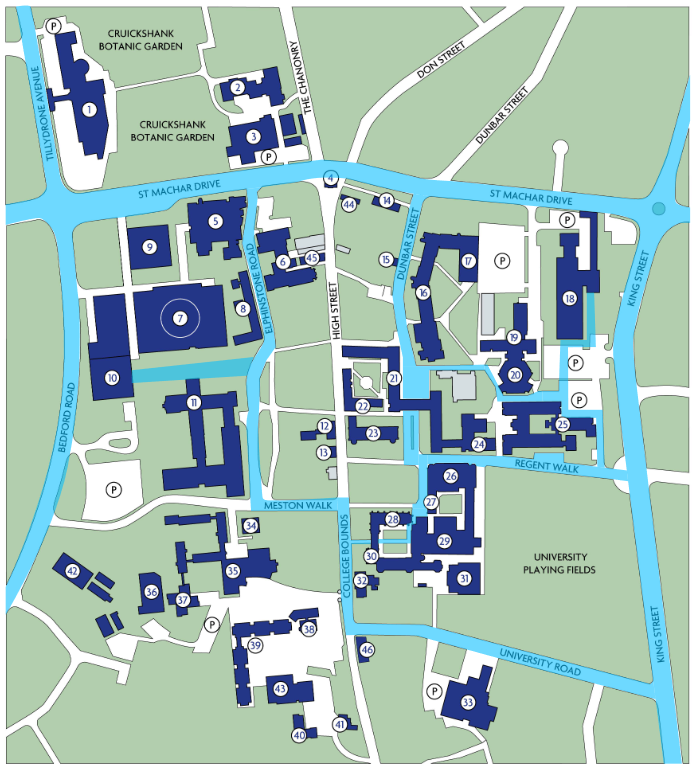 P
CRUICKSHANK
BOTANIC GARDEN
DON STREET
THE CHANONRY
TILLYDRONE AVENUE
1
2
DUNBAR STREET
CRUICKSHANK
BOTANIC GARDEN
3
P
4
ST MACHAR DRIVE
ST MACHAR DRIVE
44
14
5
P
9
ELPHINSTONE ROAD
6
45
15
DUNBAR STREET
17
P
16
18
KING STREET
7
8
HIGH STREET
19
10
21
20
P
11
22
P
BEDFORD ROAD
12
23
24
25
13
REGENT WALK
P
26
27
MESTON WALK
COLLEGE BOUNDS
34
28
29
30
UNIVERSITY
PLAYING FIELDS
42
35
36
32
31
37
P
38
39
46
UNIVERSITY ROAD
KING STREET
43
P
33
40
41